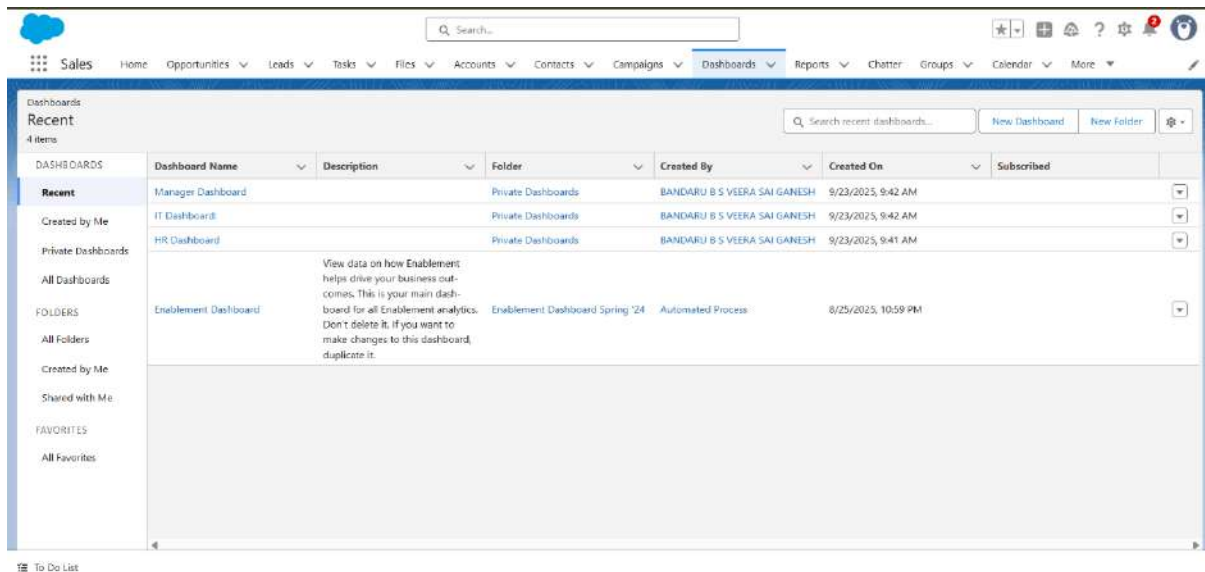 Search...
2
Sales Home Opportunities Leads Tasks Files Accounts Contacts Campaigns Dashboards Reports Chatter Groups Calendar More
Dashboards
Recent
4 items
Search recent dashboards...
New Dashboard New Folder
DASHBOARDS
Recent
Created by Me
Private Dashboards
All Dashboards
FOLDERS
All Folders
Created by Me
Shared with Me
FAVORITES
All Favorites
Dashboard Name Description Folder Created By Created On Subscribed
Manager Dashboard Private Dashboards BANDARU B S VEERA SAI GANESH 9/23/2025, 9:42 AM
IT Dashboard Private Dashboards BANDARU B S VEERA SAI GANESH 9/23/2025, 9:42 AM
HR Dashboard Private Dashboards BANDARU B S VEERA SAI GANESH 9/23/2025, 9:41 AM
View data on how Enablement
helps drive your business out-
comes. This is your main dash-
Enablement Dashboard board for all Enablement analytics. Enablement Dashboard Spring '24 Automated Process 8/25/2025, 10:59 PM
Don't delete it. If you want to
make changes to this dashboard,
duplicate it.
To Do List